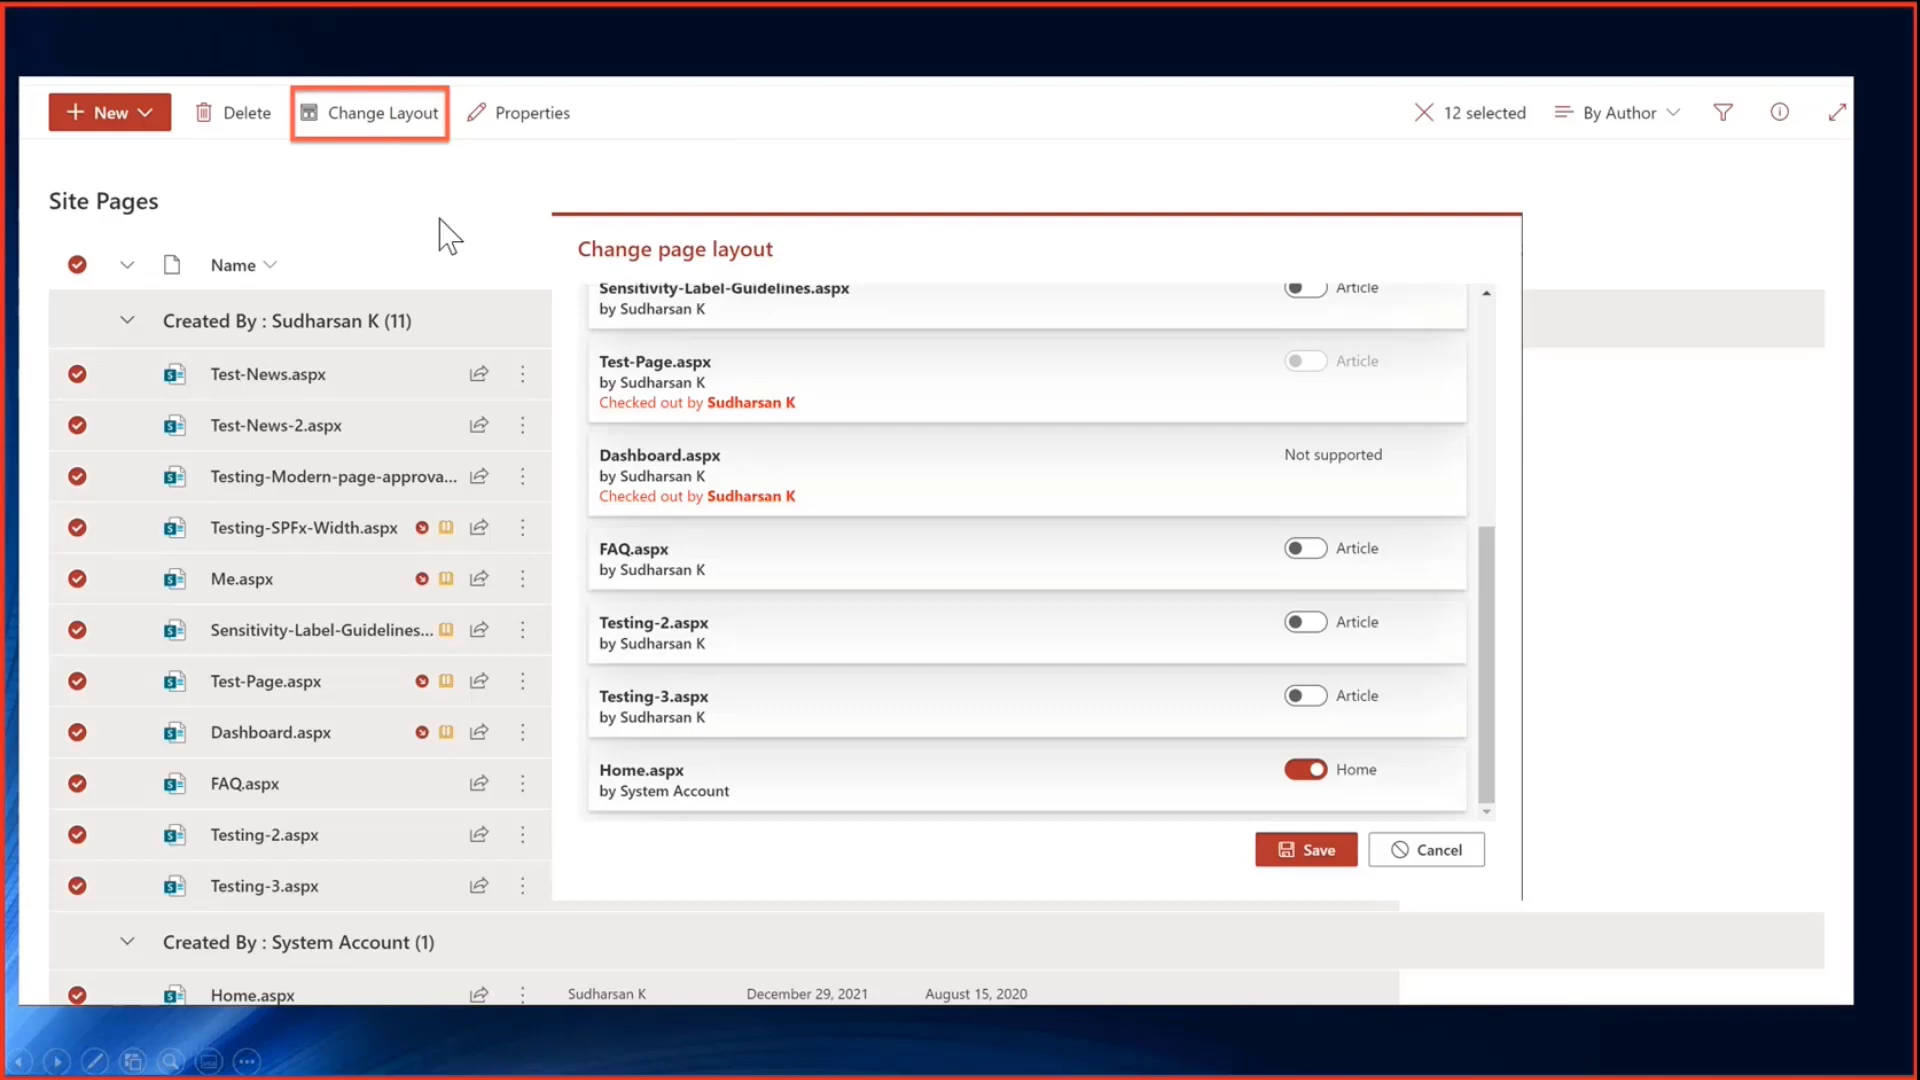 New
Delete
Change Layout
Properties
12 selected
By Author
Site Pages
Name
Created By : Sudharsan K (11)
Test-News.aspx
Test-News-2.aspx
Testing-Modern-page-approva...
Testing-SPFx-Width.aspx
Me.aspx
Sensitivity-Label-Guidelines...
Test-Page.aspx
Dashboard.aspx
FAQ.aspx
Testing-2.aspx
Testing-3.aspx
Created By : System Account (1)
Home.aspx
Sudharsan K
December 29, 2021
August 15, 2020
Change page layout
Sensitivity-Label-Guidelines.aspx
by Sudharsan K
Article
Test-Page.aspx
by Sudharsan K
Checked out by Sudharsan K
Article
Dashboard.aspx
by Sudharsan K
Checked out by Sudharsan K
Not supported
FAQ.aspx
by Sudharsan K
Article
Testing-2.aspx
by Sudharsan K
Article
Testing-3.aspx
by Sudharsan K
Article
Home.aspx
by System Account
Home
Save
Cancel